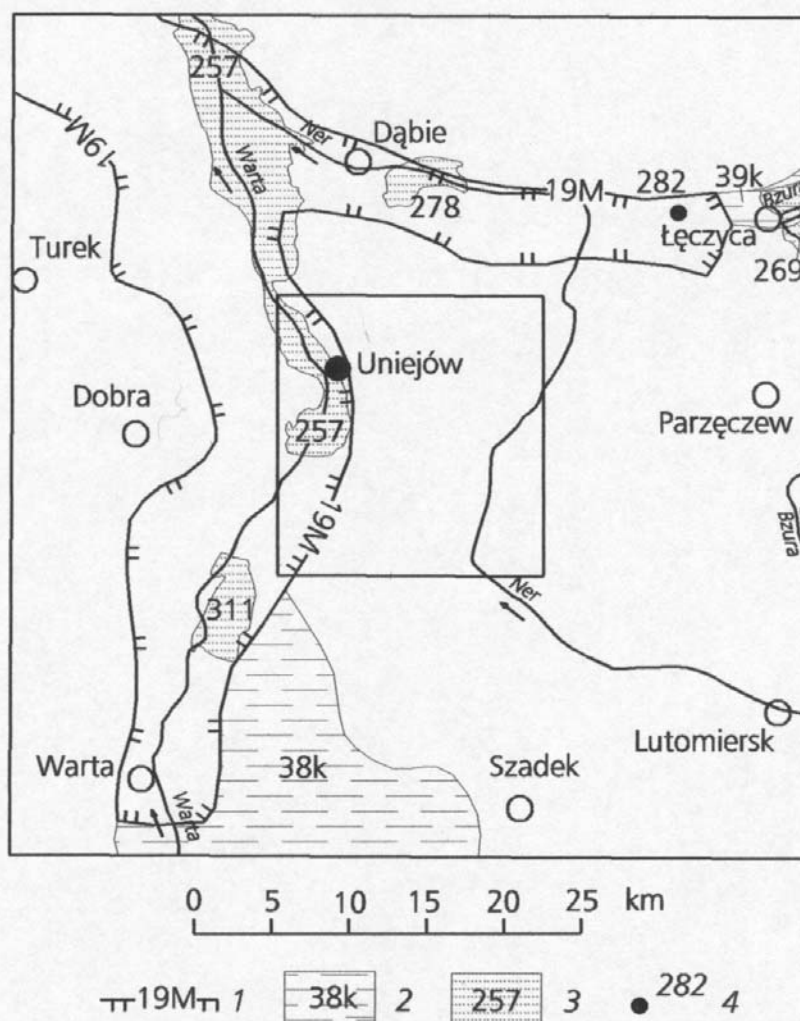 257
Ner
Dąbie
19M
Warta
278
19M
282
39k
Bzura
Łęczyca
269
Turek
Uniejów
Dobra
257
Parzęczew
19M
Bzura
311
Ner
Lutomiersk
38k
Szadek
Warta
Warta
0 5 10 15 20 25 km
19M 1 38k 2 257 3 282 4